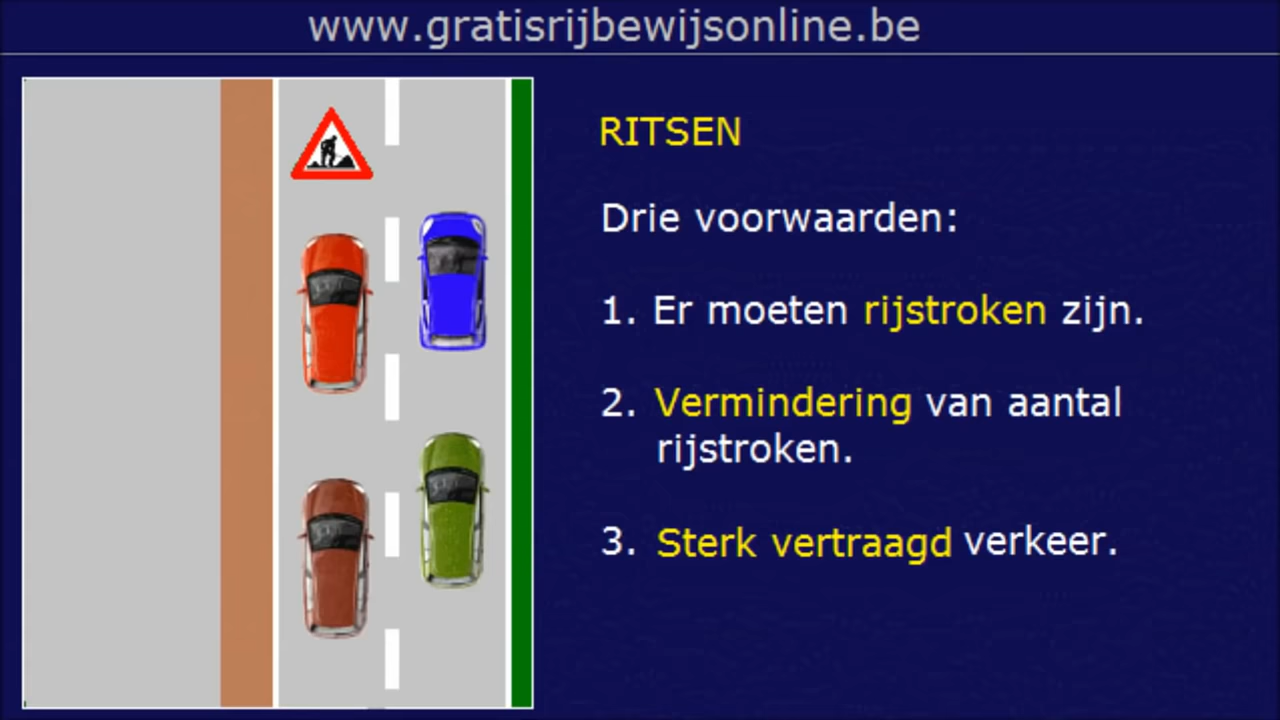 www.gratisrijbewijsonline.be
RITSEN
Drie voorwaarden:
1. Er moeten rijstroken zijn.
2. Vermindering van aantal
rijstroken.
3. Sterk vertraagd verkeer.